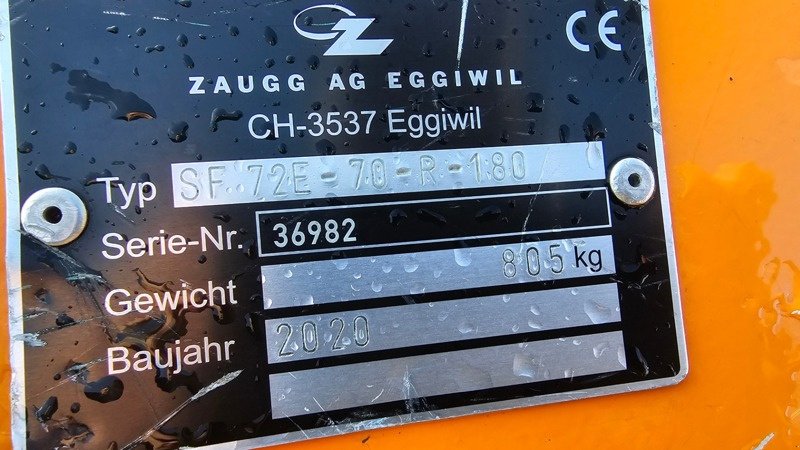 Z
CE
ZAUGG AG EGGIWIL
CH-3537 Eggiwil
Typ SF 72E-70-R-180
Serie-Nr. 36982
Gewicht 805 kg
Baujahr 2020